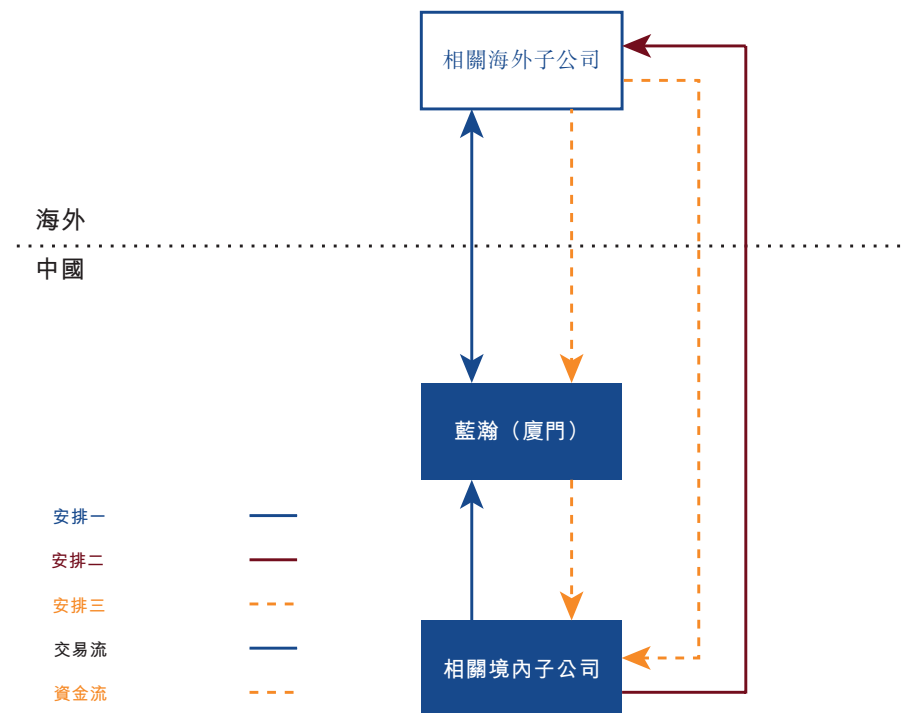 相關海外子公司
海外
中國
藍瀚（廈門）
安排一
安排二
安排三
交易流
資金流
相關境內子公司